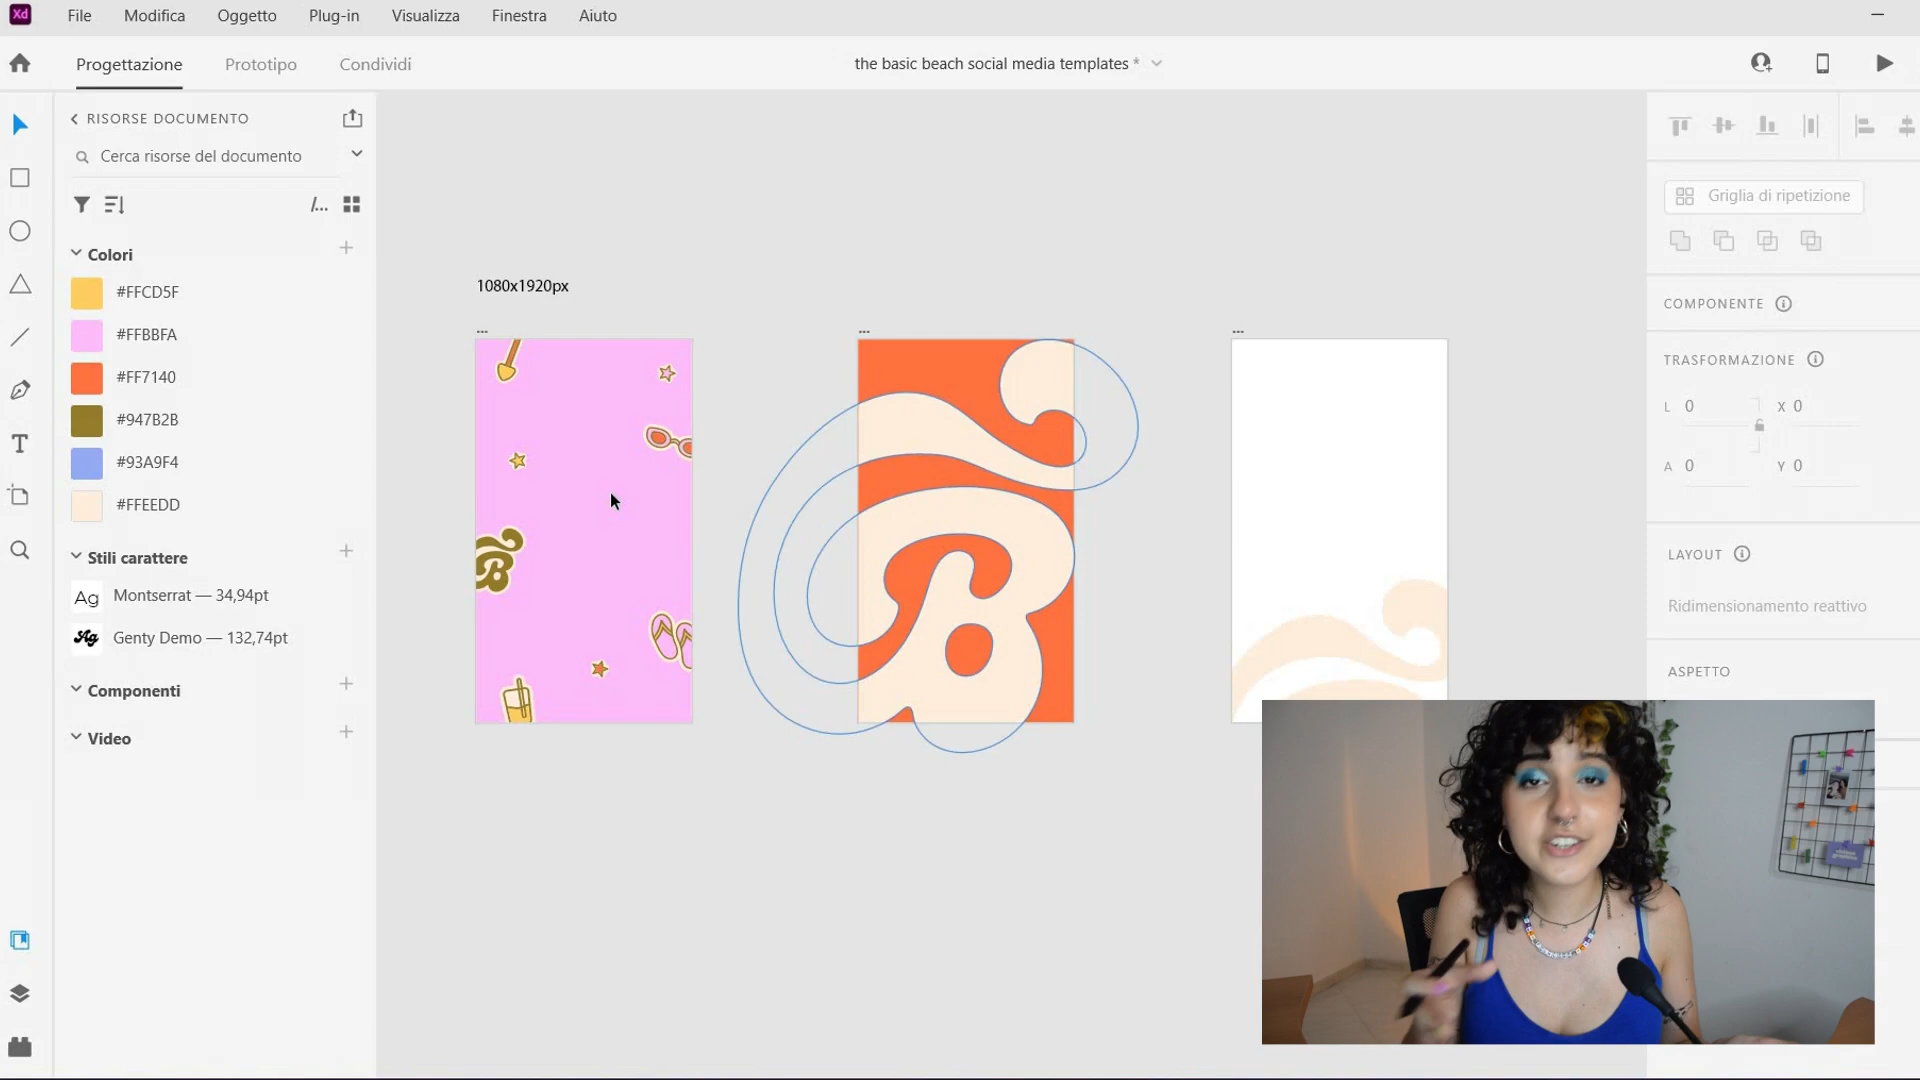 Xd File Modifica Oggetto Plug-in Visualizza Finestra Aiuto
Progettazione Prototipo Condividi the basic beach social media templates *
RISORSE DOCUMENTO
Cerca risorse del documento
/...
Colori
#FFCD5F
#FFBBFA
#FF7140
#947B2B
#93A9F4
#FFEEDD
Stili carattere
Ag Montserrat — 34,94pt
Ag Genty Demo — 132,74pt
Componenti
Video
1080x1920px
... ... ...
B
B
Griglia di ripetizione
COMPONENTE
TRASFORMAZIONE
L 0 X 0
A 0 Y 0
LAYOUT
Ridimensionamento reattivo
ASPETTO